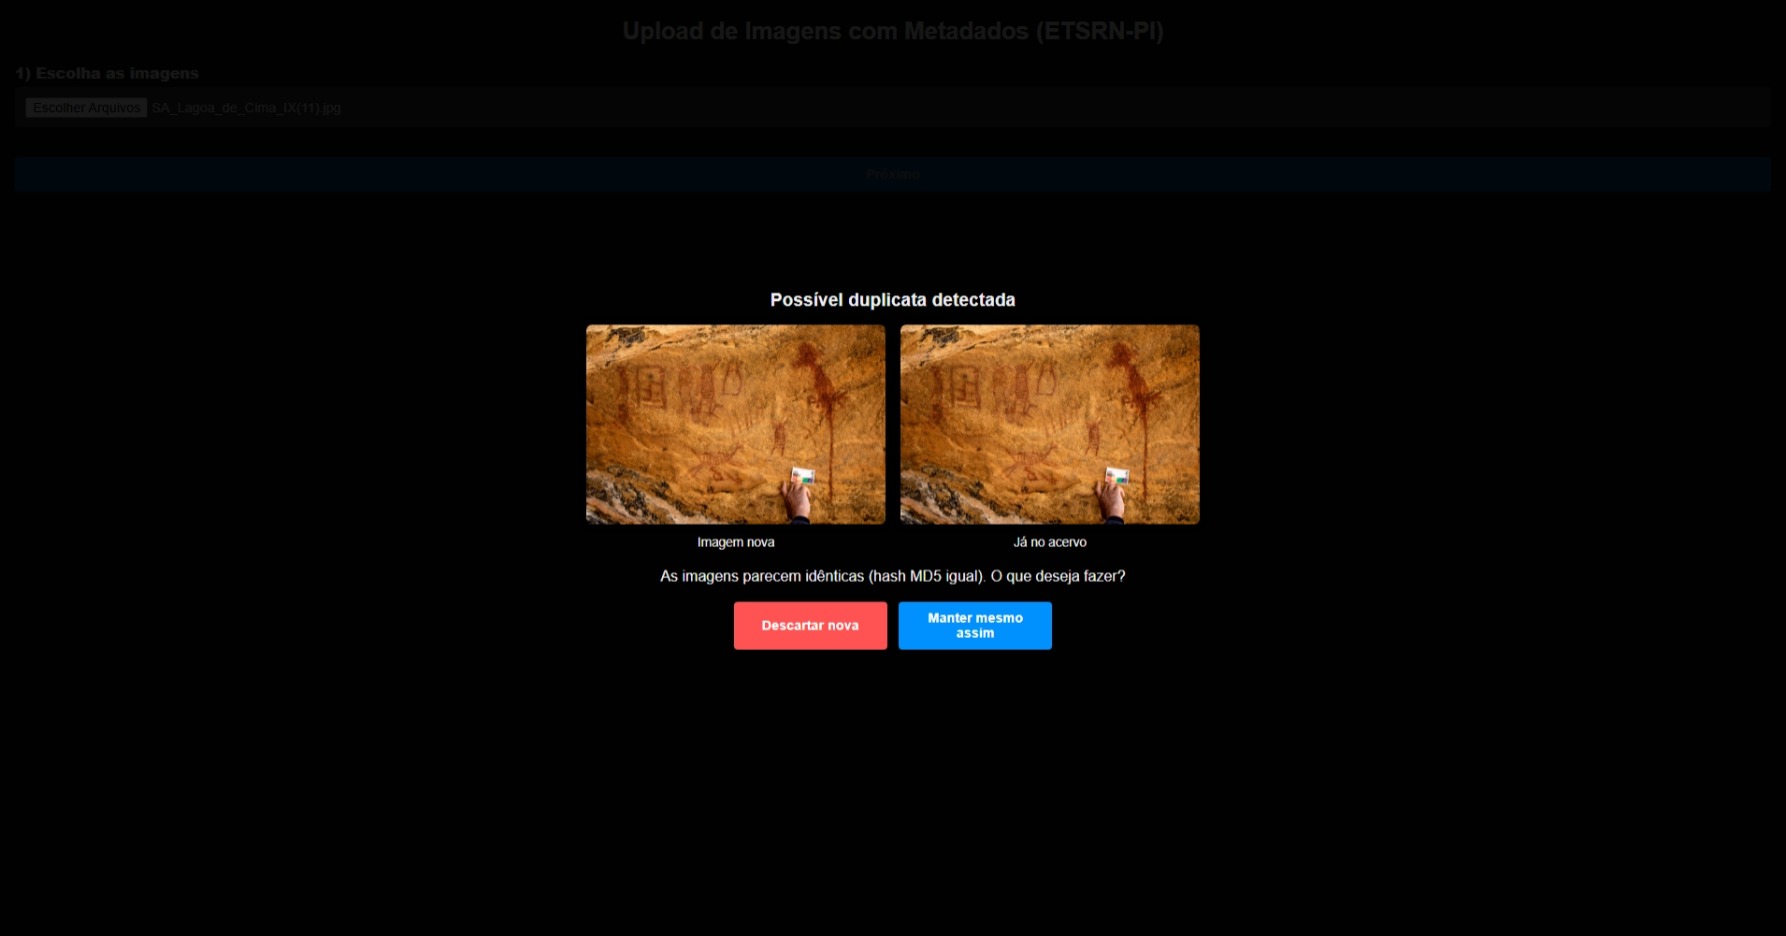 Upload de Imagens com Metadados (ETSRN-PI)
1) Escolha as imagens
Escolher Arquivos SA_Lagoa_de_Cima_IX(11).jpg
Próximo
Possível duplicata detectada
Imagem nova
Já no acervo
As imagens parecem idênticas (hash MD5 igual). O que deseja fazer?
Descartar nova
Manter mesmo
assim